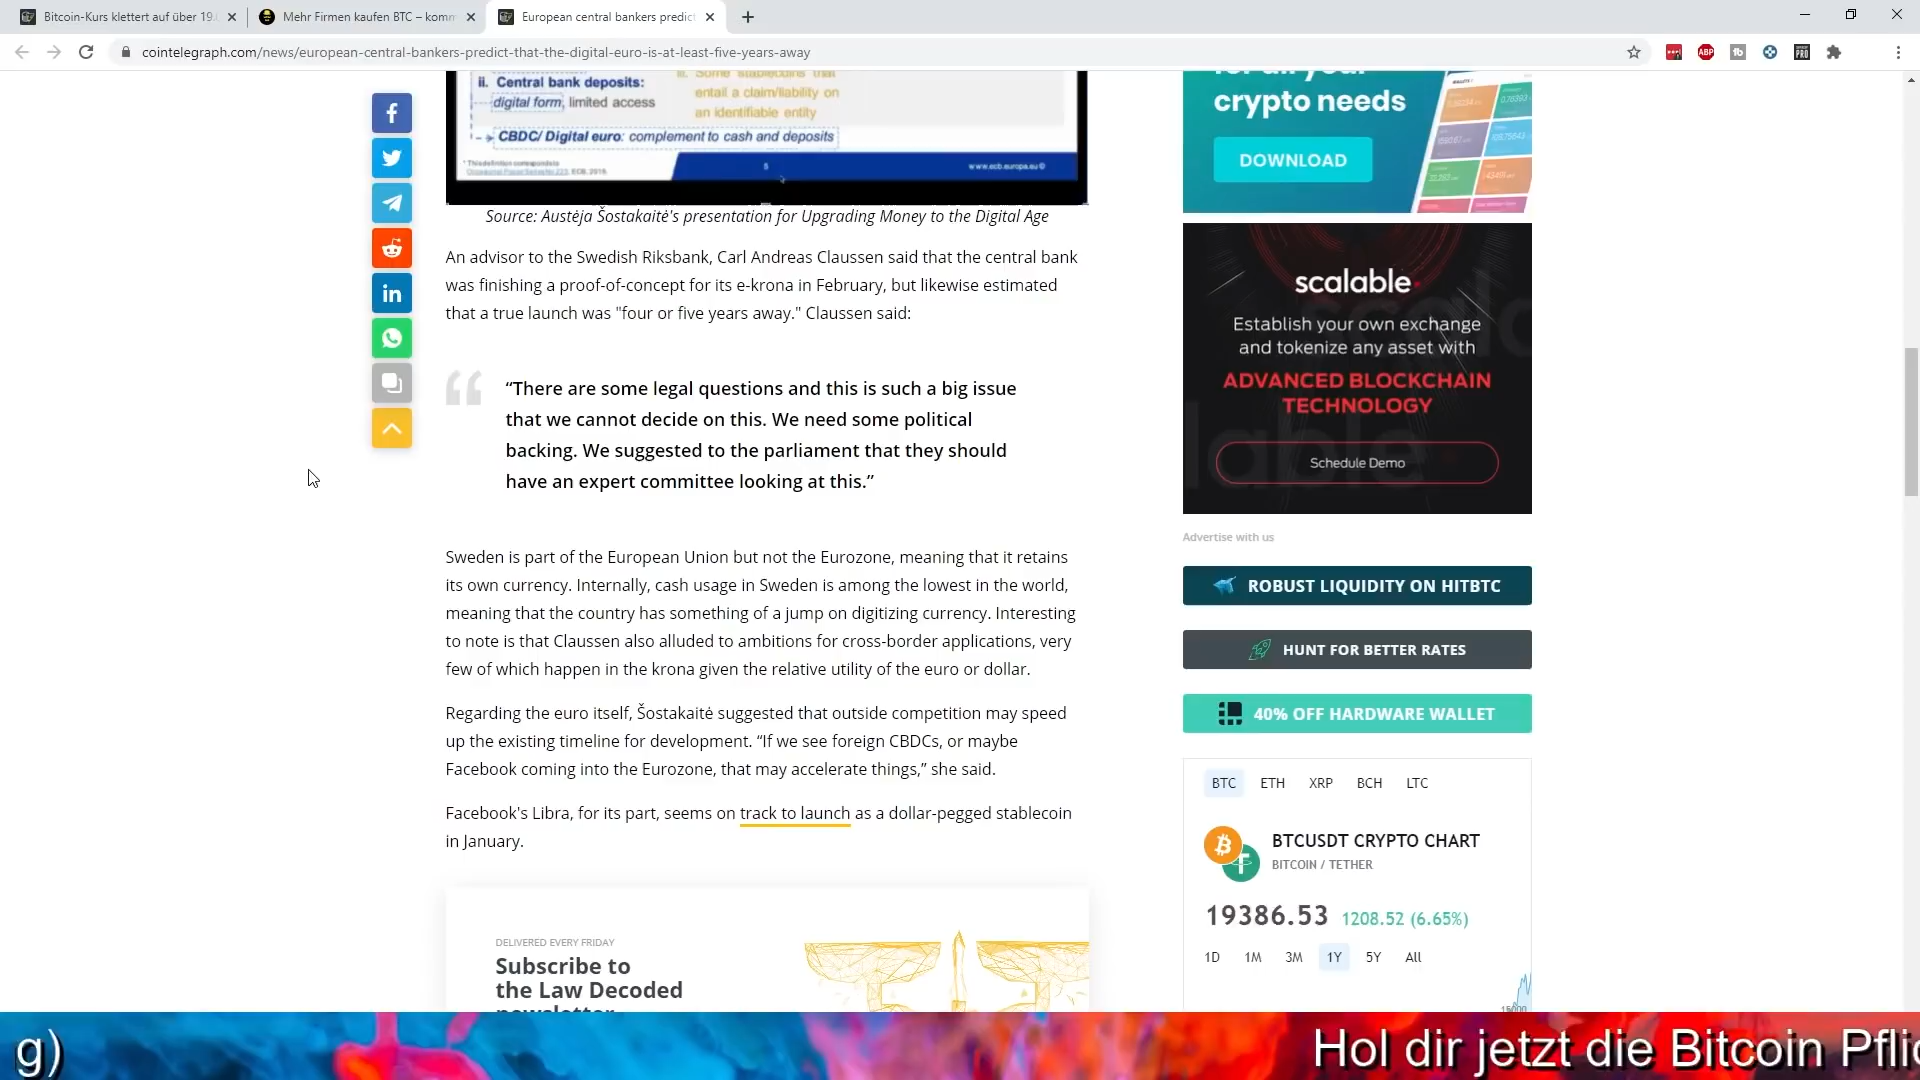 Bitcoin-Kurs klettert auf über 19.
Mehr Firmen kaufen BTC – komm
European central bankers predic
cointelegraph.com/news/european-central-bankers-predict-that-the-digital-euro-is-at-least-five-years-away
ii. Central bank deposits:
digital form, limited access
CBDC/ Digital euro: complement to cash and deposits
iii. Some stablecoins that
entail a claim/liability on
an identifiable entity
5
www.ecb.europa.eu ©
Source: Austėja Šostakaitė's presentation for Upgrading Money to the Digital Age
An advisor to the Swedish Riksbank, Carl Andreas Claussen said that the central bank
was finishing a proof-of-concept for its e-krona in February, but likewise estimated
that a true launch was "four or five years away." Claussen said:
“There are some legal questions and this is such a big issue
that we cannot decide on this. We need some political
backing. We suggested to the parliament that they should
have an expert committee looking at this.”
Sweden is part of the European Union but not the Eurozone, meaning that it retains
its own currency. Internally, cash usage in Sweden is among the lowest in the world,
meaning that the country has something of a jump on digitizing currency. Interesting
to note is that Claussen also alluded to ambitions for cross-border applications, very
few of which happen in the krona given the relative utility of the euro or dollar.
Regarding the euro itself, Šostakaitė suggested that outside competition may speed
up the existing timeline for development. “If we see foreign CBDCs, or maybe
Facebook coming into the Eurozone, that may accelerate things,” she said.
Facebook's Libra, for its part, seems on track to launch as a dollar-pegged stablecoin
in January.
DELIVERED EVERY FRIDAY
Subscribe to
the Law Decoded
newsletter
for all your
crypto needs
DOWNLOAD
scalable
Establish your own exchange
and tokenize any asset with
ADVANCED BLOCKCHAIN
TECHNOLOGY
Schedule Demo
Advertise with us
ROBUST LIQUIDITY ON HITBTC
HUNT FOR BETTER RATES
40% OFF HARDWARE WALLET
BTC ETH XRP BCH LTC
BTCUSDT CRYPTO CHART
BITCOIN / TETHER
19386.53 1208.52 (6.65%)
1D 1M 3M 1Y 5Y All
15000
g) Hol dir jetzt die Bitcoin Pflic